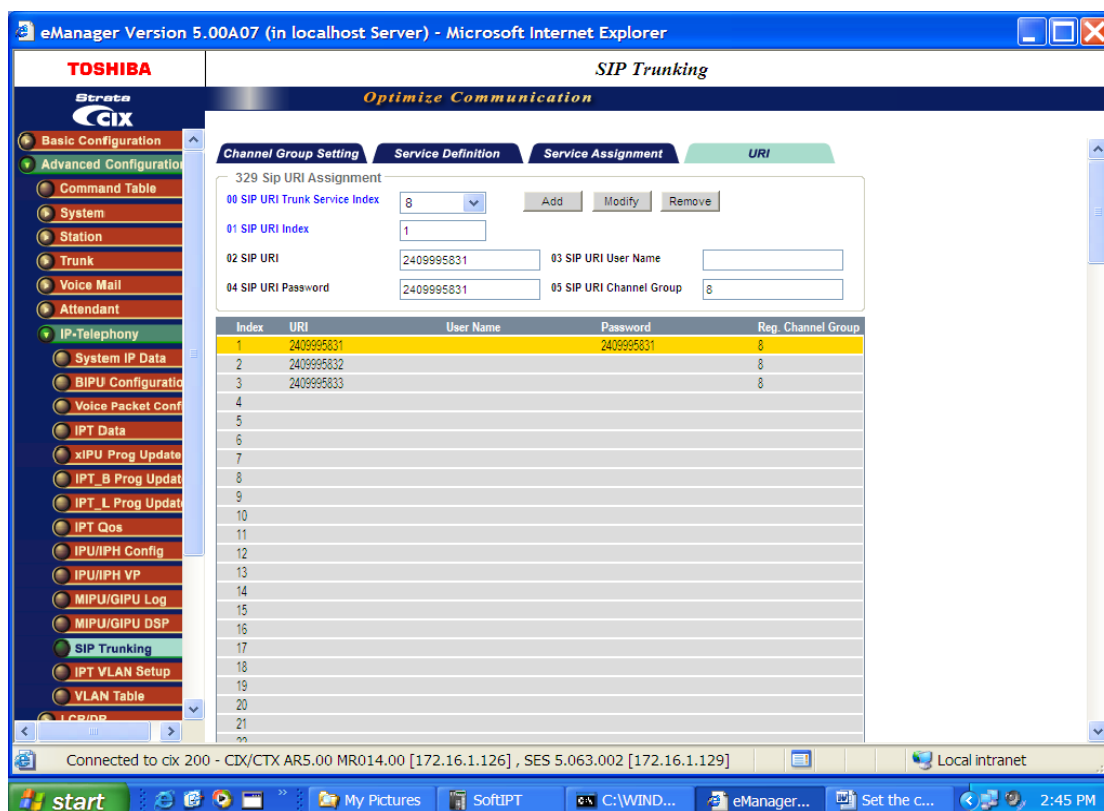 eManager Version 5.00A07 (in localhost Server) - Microsoft Internet Explorer
TOSHIBA
SIP Trunking
Strata
CIX
Optimize Communication
Basic Configuration
Advanced Configuration
Command Table
System
Station
Trunk
Voice Mail
Attendant
IP-Telephony
System IP Data
BIPU Configuratio
Voice Packet Conf
IPT Data
xIPU Prog Update
IPT_B Prog Updat
IPT_L Prog Updat
IPT Qos
IPU/IPH Config
IPU/IPH VP
MIPU/GIPU Log
MIPU/GIPU DSP
SIP Trunking
IPT VLAN Setup
VLAN Table
LCR/DR
Channel Group Setting Service Definition Service Assignment URI
329 Sip URI Assignment
00 SIP URI Trunk Service Index 8 Add Modify Remove
01 SIP URI Index 1
02 SIP URI 2409995831 03 SIP URI User Name
04 SIP URI Password 2409995831 05 SIP URI Channel Group 8
Index URI User Name Password Reg. Channel Group
1 2409995831 2409995831 8
2 2409995832 8
3 2409995833 8
4
5
6
7
8
9
10
11
12
13
14
15
16
17
18
19
20
21
22
Connected to cix 200 - CIX/CTX AR5.00 MR014.00 [172.16.1.126] , SES 5.063.002 [172.16.1.129] Local intranet
start My Pictures SoftIPT C:\WIND... eManager... Set the c... 2:45 PM